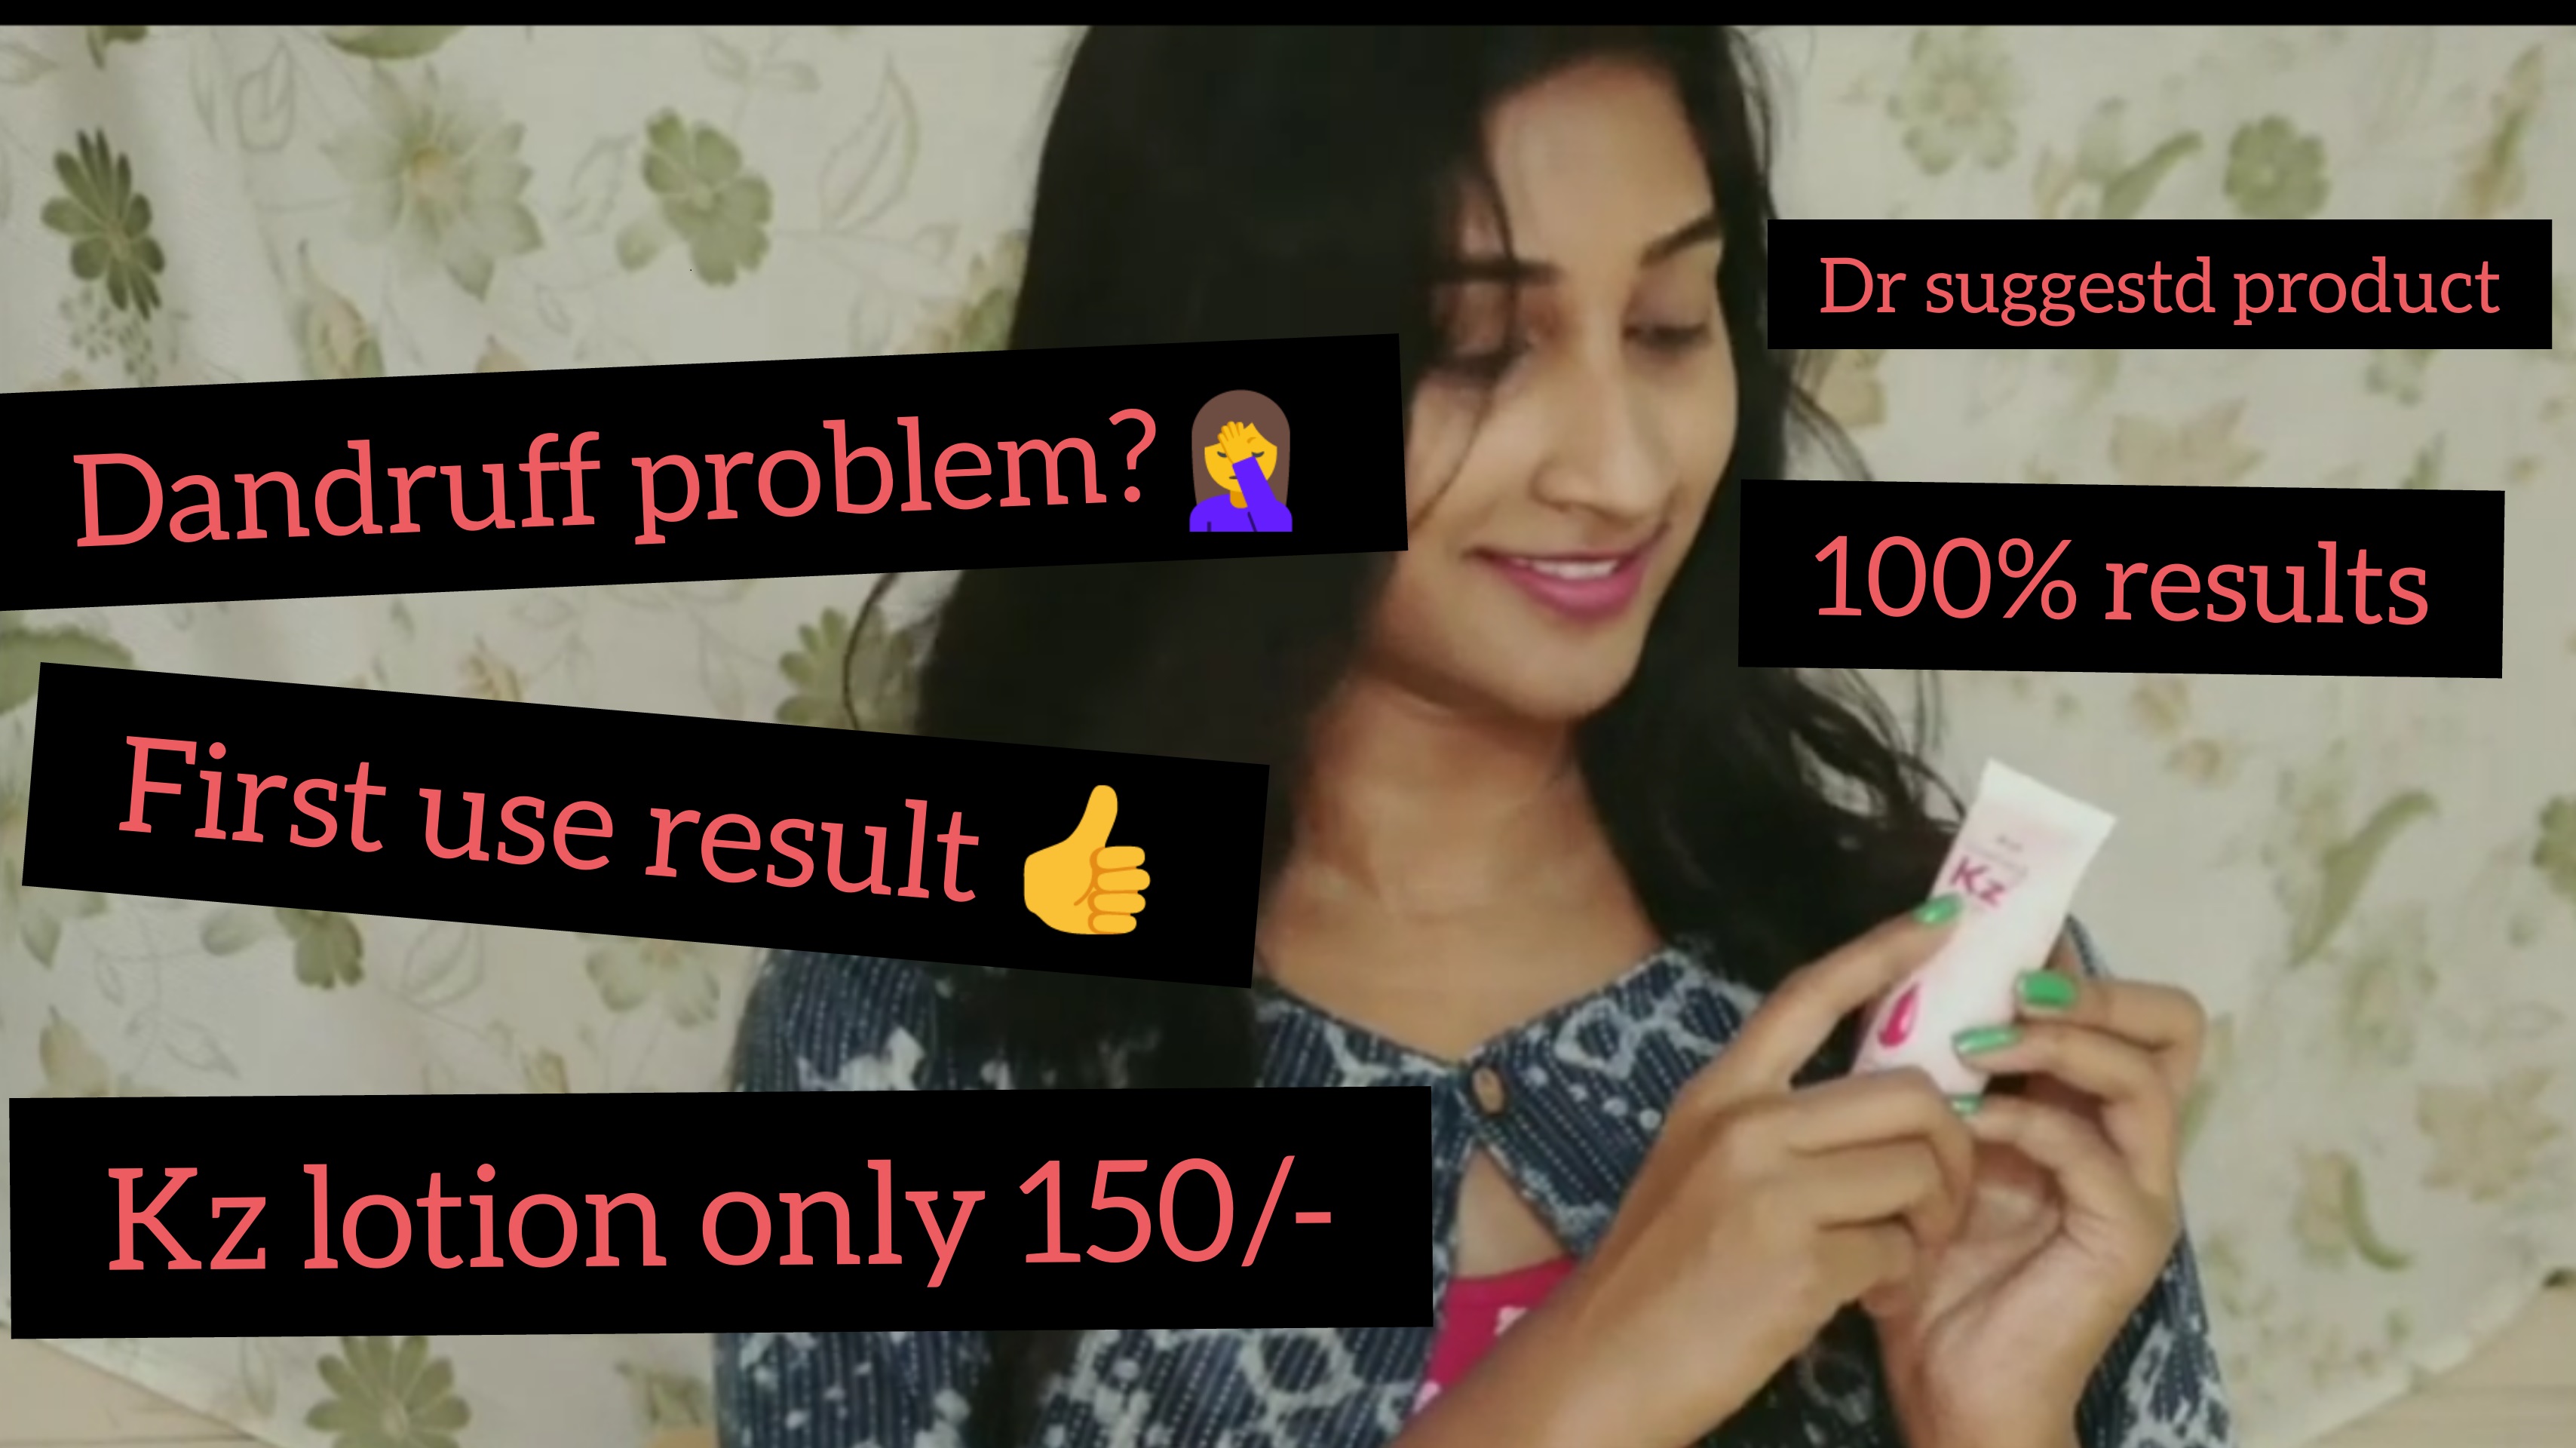 Dr suggestd product
Dandruff problem? 🤦‍♀️
100% results
First use result 👍
Kz
Kz lotion only 150/-